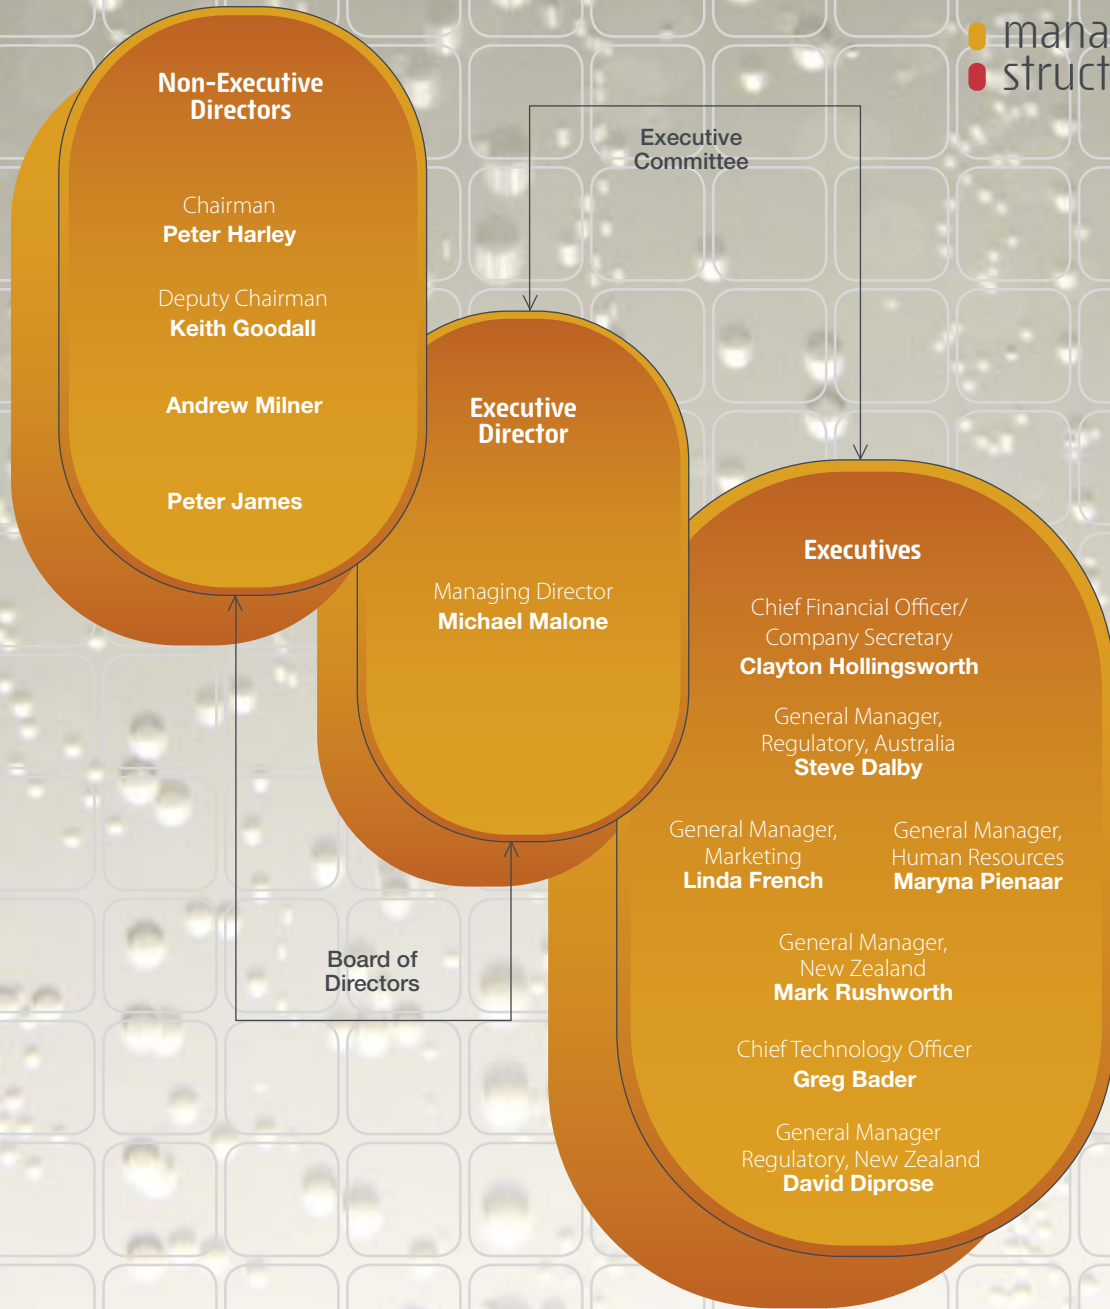 mana
struct
Non-Executive
Directors
Chairman
Peter Harley
Deputy Chairman
Keith Goodall
Andrew Milner
Peter James
Executive
Committee
Executive
Director
Managing Director
Michael Malone
Executives
Chief Financial Officer/
Company Secretary
Clayton Hollingsworth
General Manager,
Regulatory, Australia
Steve Dalby
General Manager,
Marketing
Linda French
General Manager,
Human Resources
Maryna Pienaar
General Manager,
New Zealand
Mark Rushworth
Chief Technology Officer
Greg Bader
General Manager
Regulatory, New Zealand
David Diprose
Board of
Directors